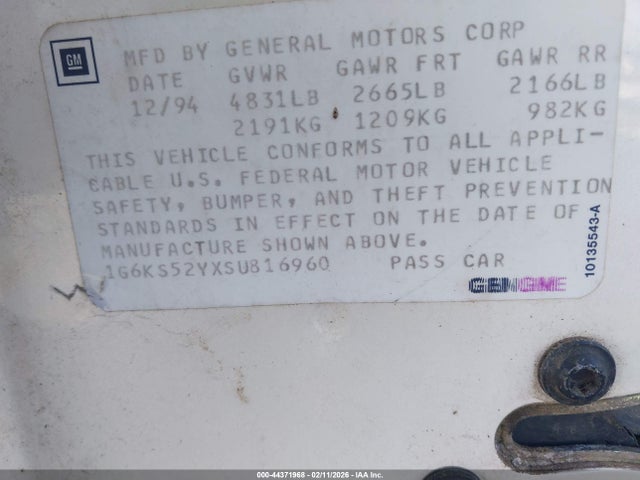 GM
MFD BY GENERAL MOTORS CORP
DATE GVWR GAWR FRT GAWR RR
12/94 4831LB 2665LB 2166LB
2191KG 1209KG 982KG
THIS VEHICLE CONFORMS TO ALL APPLI-
CABLE U.S. FEDERAL MOTOR VEHICLE
SAFETY, BUMPER, AND THEFT PREVENTION
STANDARDS IN EFFECT ON THE DATE OF
MANUFACTURE SHOWN ABOVE.
1G6KS52YXSU816960 PASS CAR
10135543-A
000-44371968 - 02/11/2026 - IAA Inc.